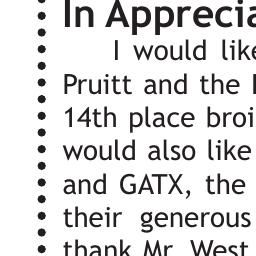 In Apprecia
I would like
Pruitt and the
14th place broi
would also like
and GATX, the
their generous
thank Mr. West